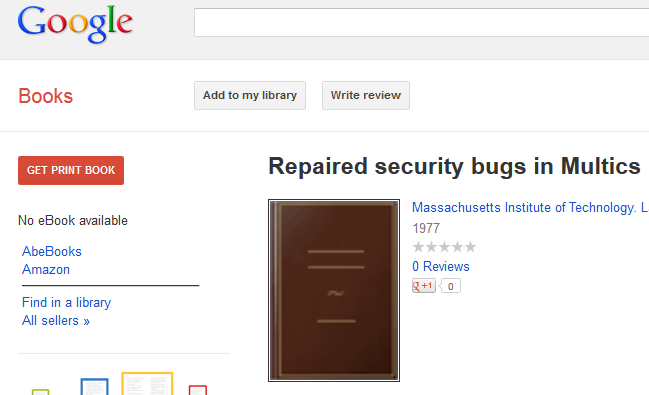 Google
Books
Add to my library
Write review
GET PRINT BOOK
Repaired security bugs in Multics
No eBook available
Massachusetts Institute of Technology. L
1977
AbeBooks
Amazon
0 Reviews
g +1
0
Find in a library
All sellers »